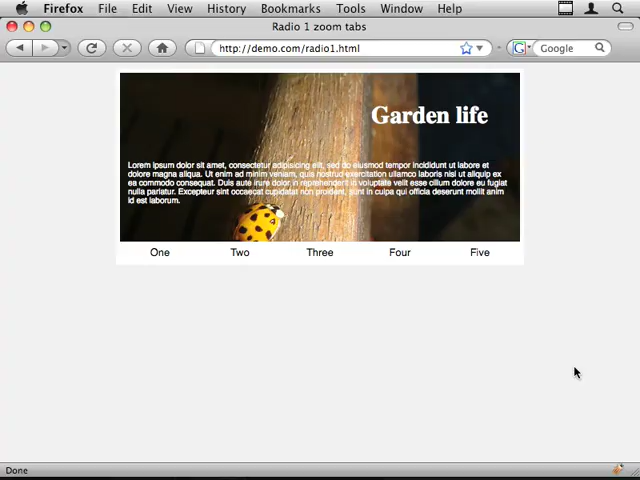 Firefox File Edit View History Bookmarks Tools Window Help
Radio 1 zoom tabs
http://demo.com/radio1.html
G Google
Garden life
Lorem ipsum dolor sit amet, consectetur adipisicing elit, sed do eiusmod tempor incididunt ut labore et
dolore magna aliqua. Ut enim ad minim veniam, quis nostrud exercitation ullamco laboris nisi ut aliquip ex
ea commodo consequat. Duis aute irure dolor in reprehenderit in voluptate velit esse cillum dolore eu fugiat
nulla pariatur. Excepteur sint occaecat cupidatat non proident, sunt in culpa qui officia deserunt mollit anim
id est laborum.
One Two Three Four Five
Done